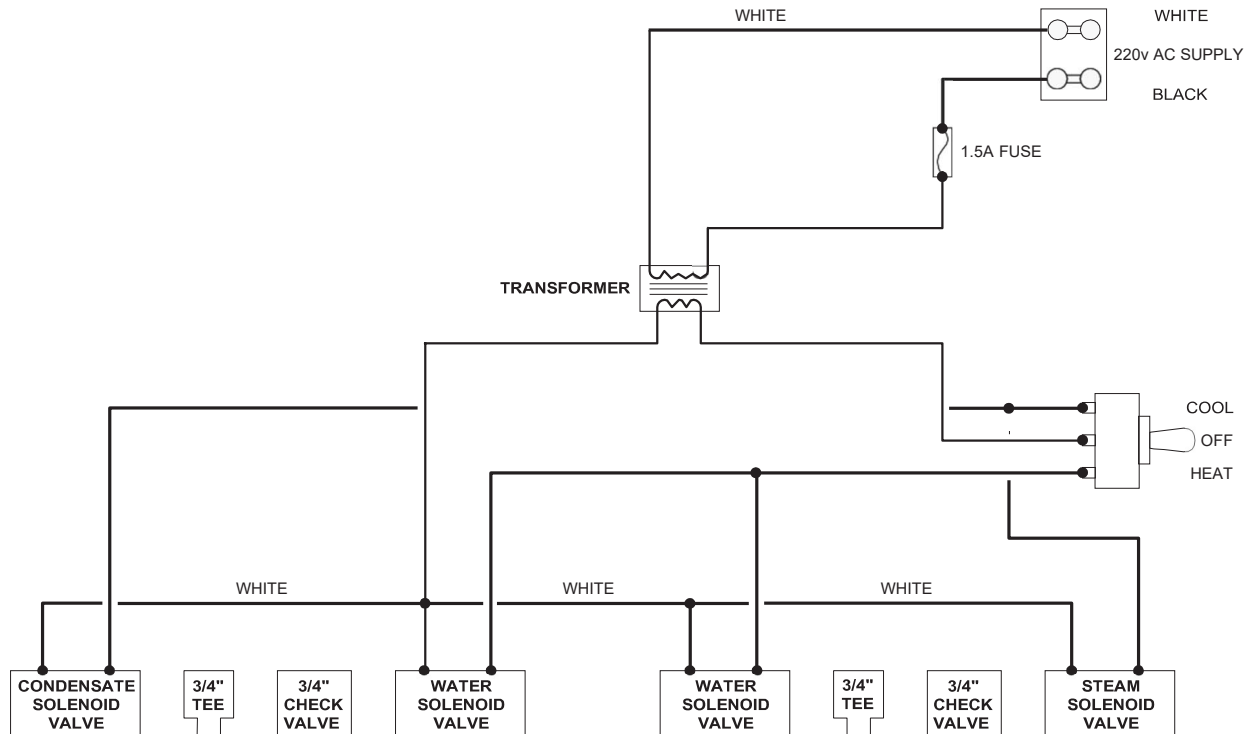 WHITE
WHITE
220v AC SUPPLY
BLACK
1.5A FUSE
TRANSFORMER
COOL
OFF
HEAT
WHITE
WHITE
WHITE
CONDENSATE
SOLENOID
VALVE
3/4"
TEE
3/4"
CHECK
VALVE
WATER
SOLENOID
VALVE
WATER
SOLENOID
VALVE
3/4"
TEE
3/4"
CHECK
VALVE
STEAM
SOLENOID
VALVE